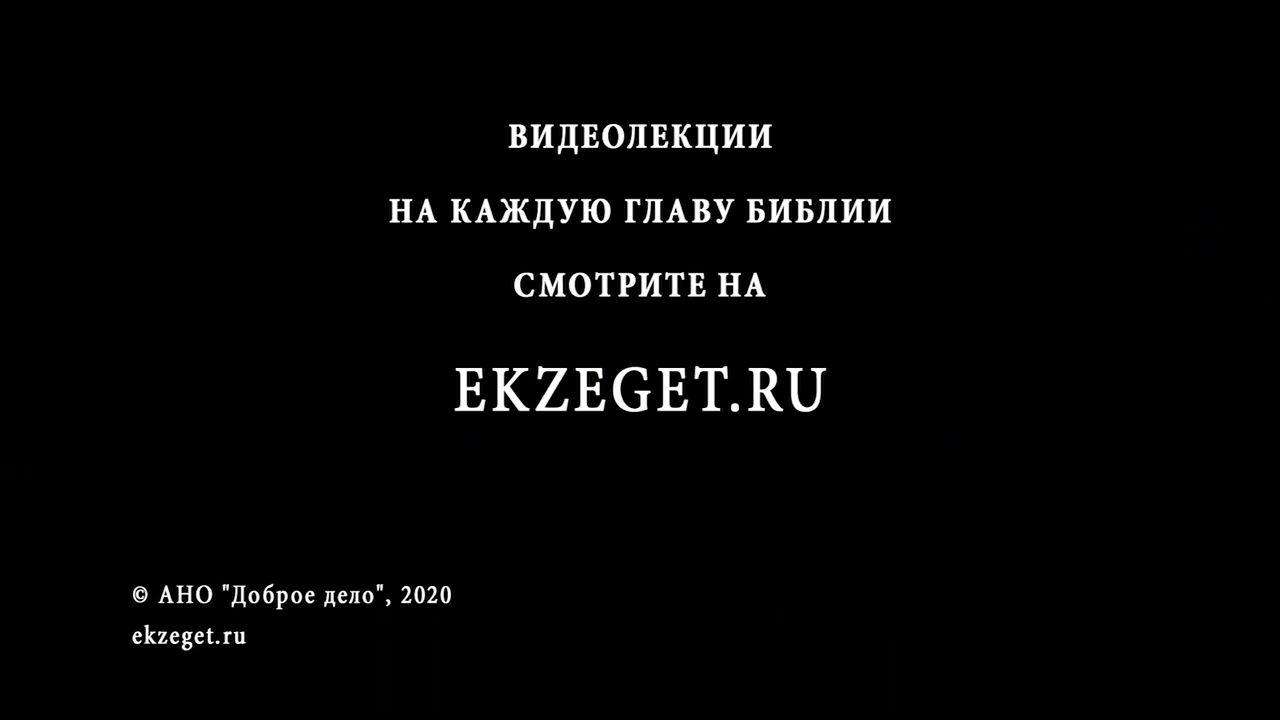 ВИДЕОЛЕКЦИИ
НА КАЖДУЮ ГЛАВУ БИБЛИИ
СМОТРИТЕ НА
EKZEGET.RU
© АНО "Доброе дело", 2020
ekzeget.ru